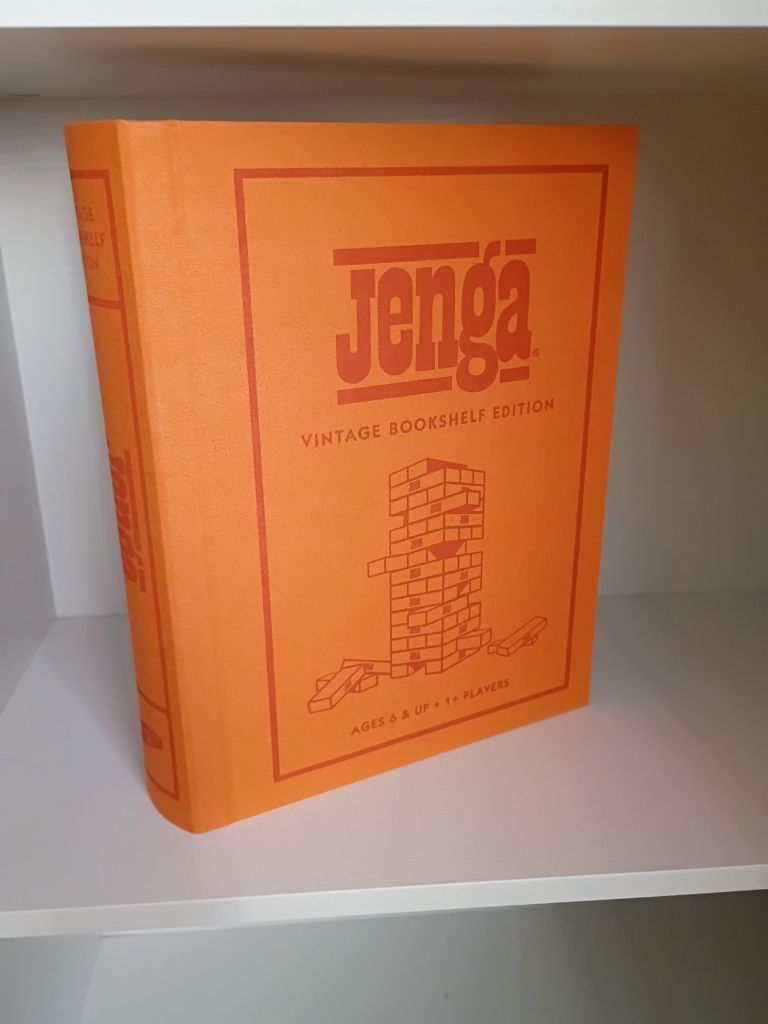 Jenga
VINTAGE BOOKSHELF EDITION
AGES 6 & UP • 1+ PLAYERS
Jenga